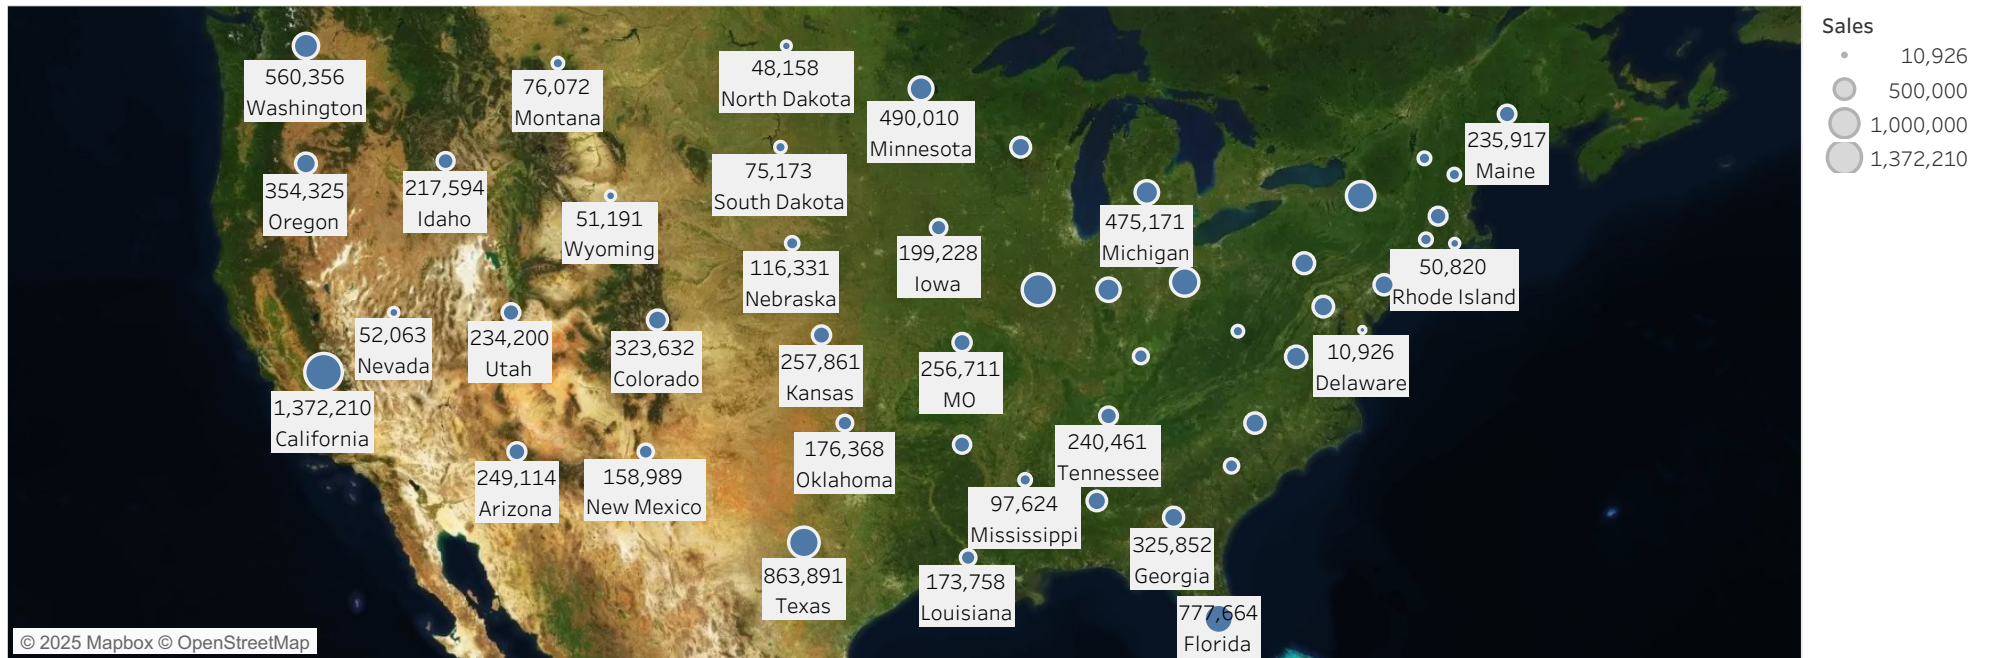 560,356
Washington
76,072
Montana
48,158
North Dakota
490,010
Minnesota
235,917
Maine
354,325
Oregon
217,594
Idaho
51,191
Wyoming
75,173
South Dakota
475,171
Michigan
116,331
Nebraska
199,228
Iowa
50,820
Rhode Island
52,063
Nevada
234,200
Utah
323,632
Colorado
257,861
Kansas
256,711
MO
10,926
Delaware
1,372,210
California
249,114
Arizona
158,989
New Mexico
176,368
Oklahoma
240,461
Tennessee
97,624
Mississippi
325,852
Georgia
863,891
Texas
173,758
Louisiana
777,664
Florida
© 2025 Mapbox © OpenStreetMap
Sales
10,926
500,000
1,000,000
1,372,210